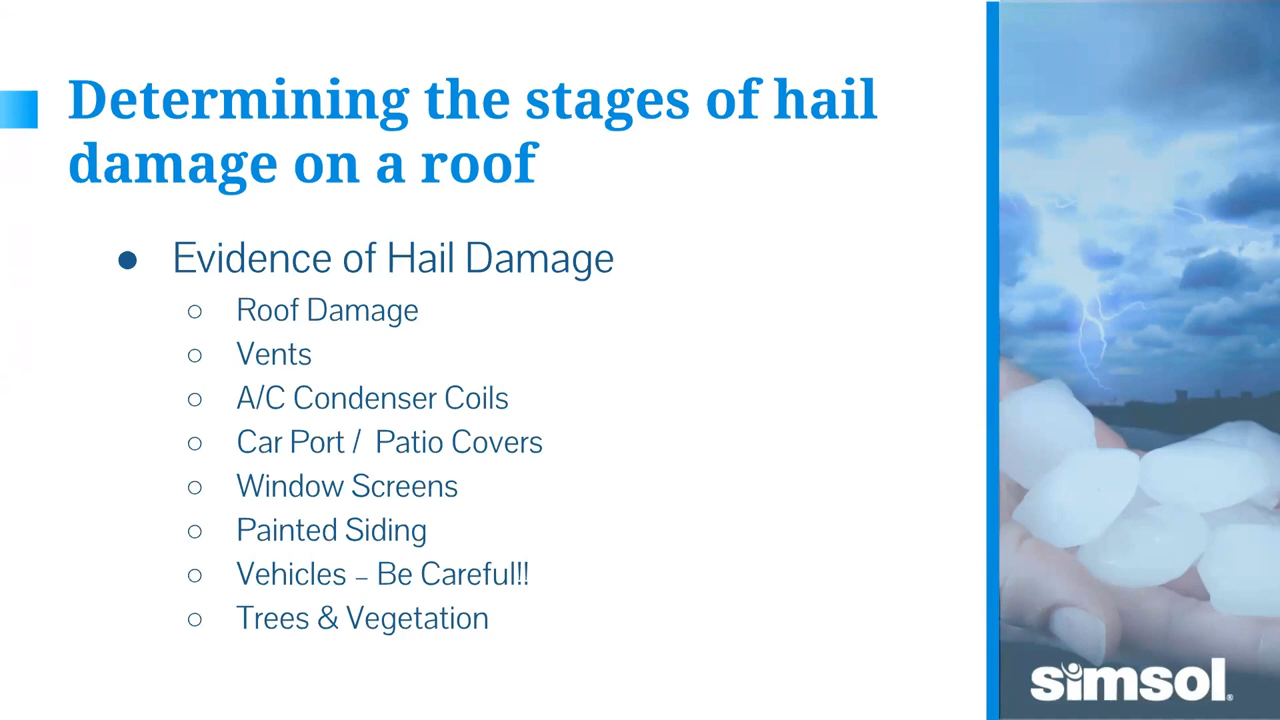 Determining the stages of hail
damage on a roof
● Evidence of Hail Damage
○ Roof Damage
○ Vents
○ A/C Condenser Coils
○ Car Port /  Patio Covers
○ Window Screens
○ Painted Siding
○ Vehicles – Be Careful!!
○ Trees & Vegetation
simsol®